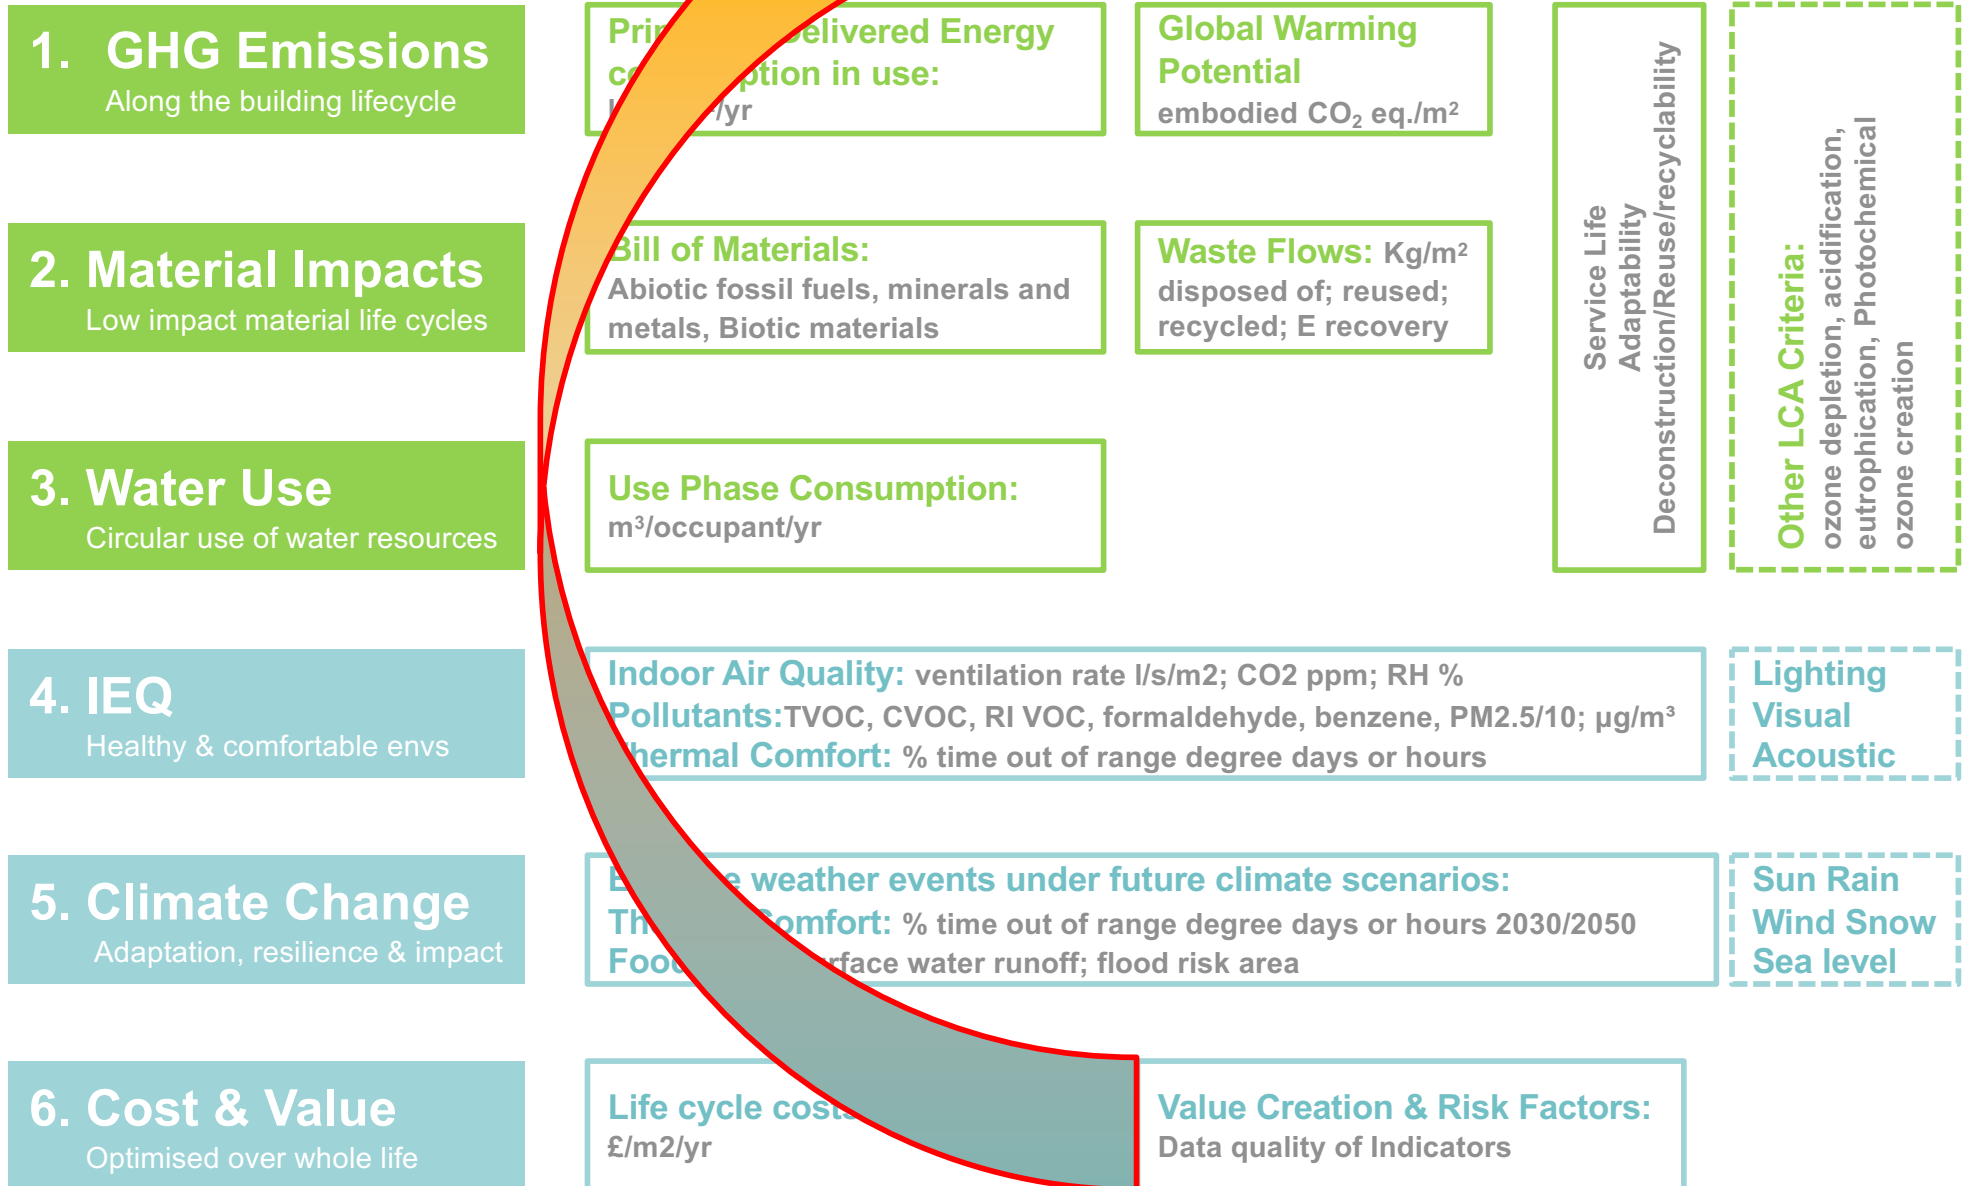 1. GHG Emissions
Along the building lifecycle
Delivered Energy
in use:
/yr
Global Warming
Potential
embodied CO₂ eq./m²
2. Material Impacts
Low impact material life cycles
Bill of Materials:
Abiotic fossil fuels, minerals and
metals, Biotic materials
Waste Flows: Kg/m²
disposed of; reused;
recycled; E recovery
3. Water Use
Circular use of water resources
Use Phase Consumption:
m³/occupant/yr
Service Life
Adaptability
Deconstruction/Reuse/recyclability
Other LCA Criteria:
ozone depletion, acidification,
eutrophication, Photochemical
ozone creation
4. IEQ
Healthy & comfortable envs
Indoor Air Quality: ventilation rate l/s/m2; CO2 ppm; RH %
Pollutants:TVOC, CVOC, RI VOC, formaldehyde, benzene, PM2.5/10; µg/m³
Thermal Comfort: % time out of range degree days or hours
Lighting
Visual
Acoustic
5. Climate Change
Adaptation, resilience & impact
weather events under future climate scenarios:
Comfort: % time out of range degree days or hours 2030/2050
water runoff; flood risk area
Sun Rain
Wind Snow
Sea level
6. Cost & Value
Optimised over whole life
Life cycle costs
£/m2/yr
Value Creation & Risk Factors:
Data quality of Indicators